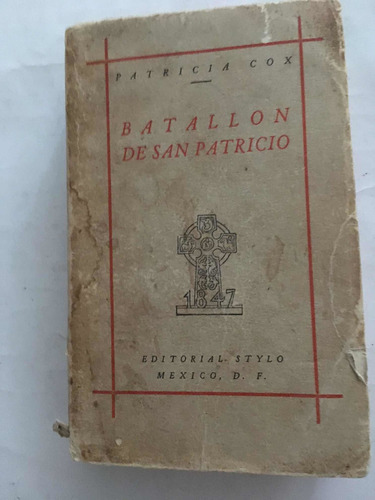 PATRICIA COX
BATALLON
DE SAN PATRICIO
1847
EDITORIAL STYLO
MEXICO, D. F.